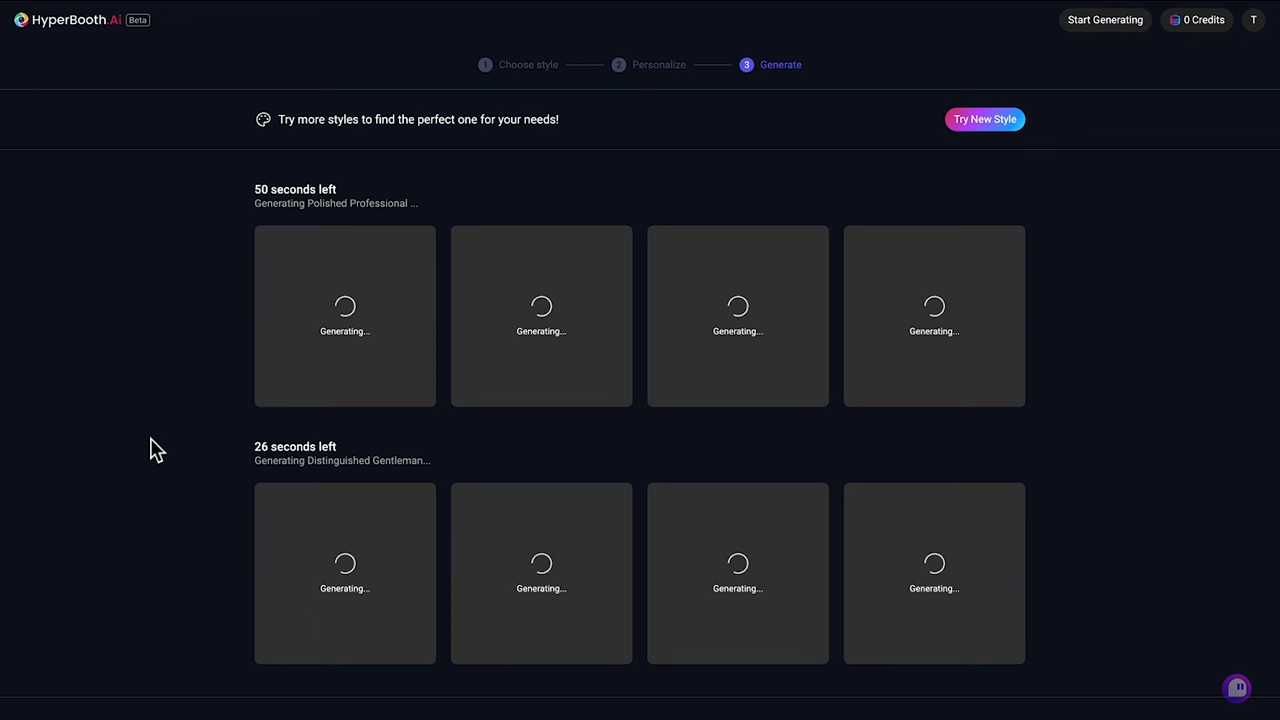 HyperBooth.Ai Beta
Start Generating
0 Credits
T
1 Choose style
2 Personalize
3 Generate
Try more styles to find the perfect one for your needs!
Try New Style
50 seconds left
Generating Polished Professional ...
Generating...
Generating...
Generating...
Generating...
26 seconds left
Generating Distinguished Gentleman...
Generating...
Generating...
Generating...
Generating...